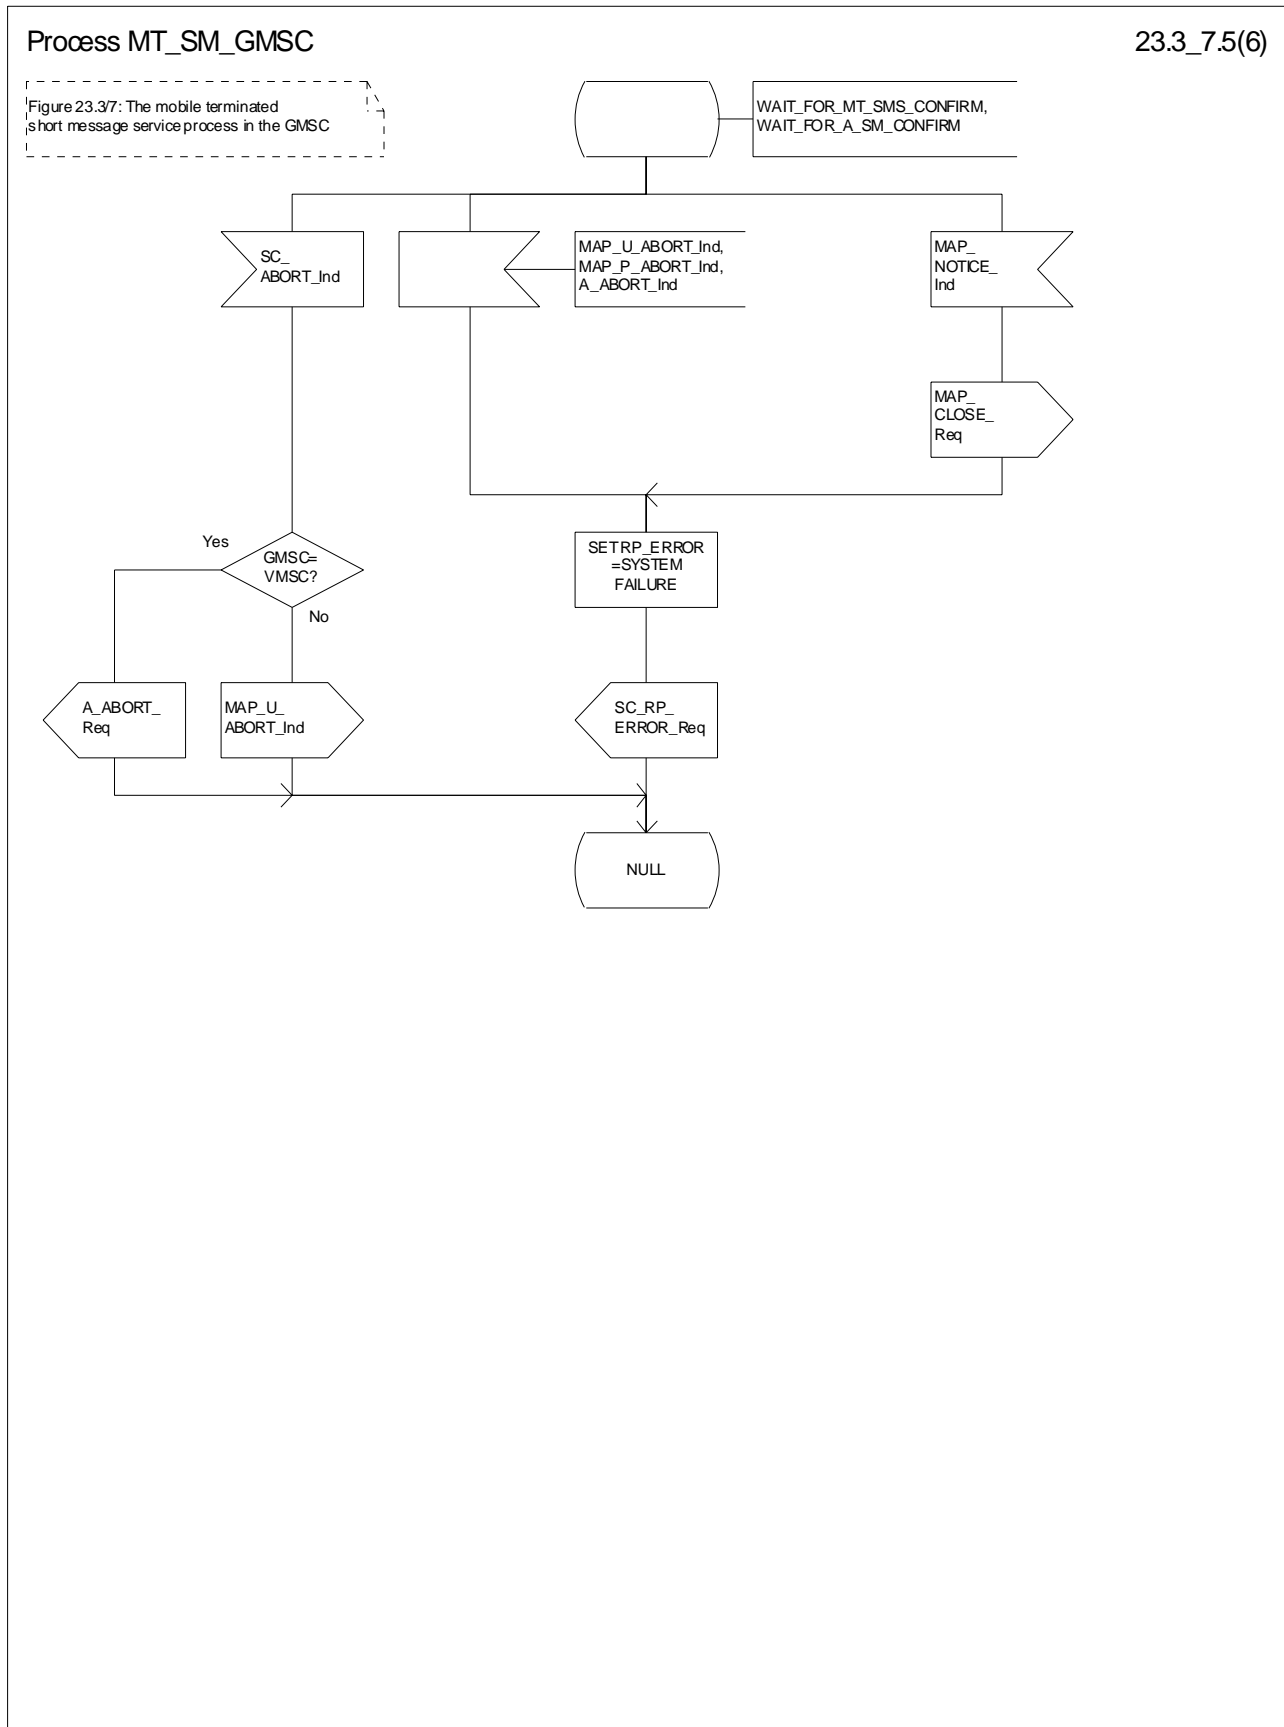 Process MT_SM_GMSC
23.3_7.5(6)
Figure 23.3/7: The mobile terminated
short message service process in the GMSC
WAIT_FOR_MT_SMS_CONFIRM,
WAIT_FOR_A_SM_CONFIRM
SC_
ABORT_Ind
MAP_U_ABORT_Ind,
MAP_P_ABORT_Ind,
A_ABORT_Ind
MAP_
NOTICE_
Ind
MAP_
CLOSE_
Req
Yes
GMSC=
VMSC?
No
SET RP_ERROR
=SYSTEM
FAILURE
A_ABORT_
Req
MAP_U_
ABORT_Ind
SC_RP_
ERROR_Req
NULL